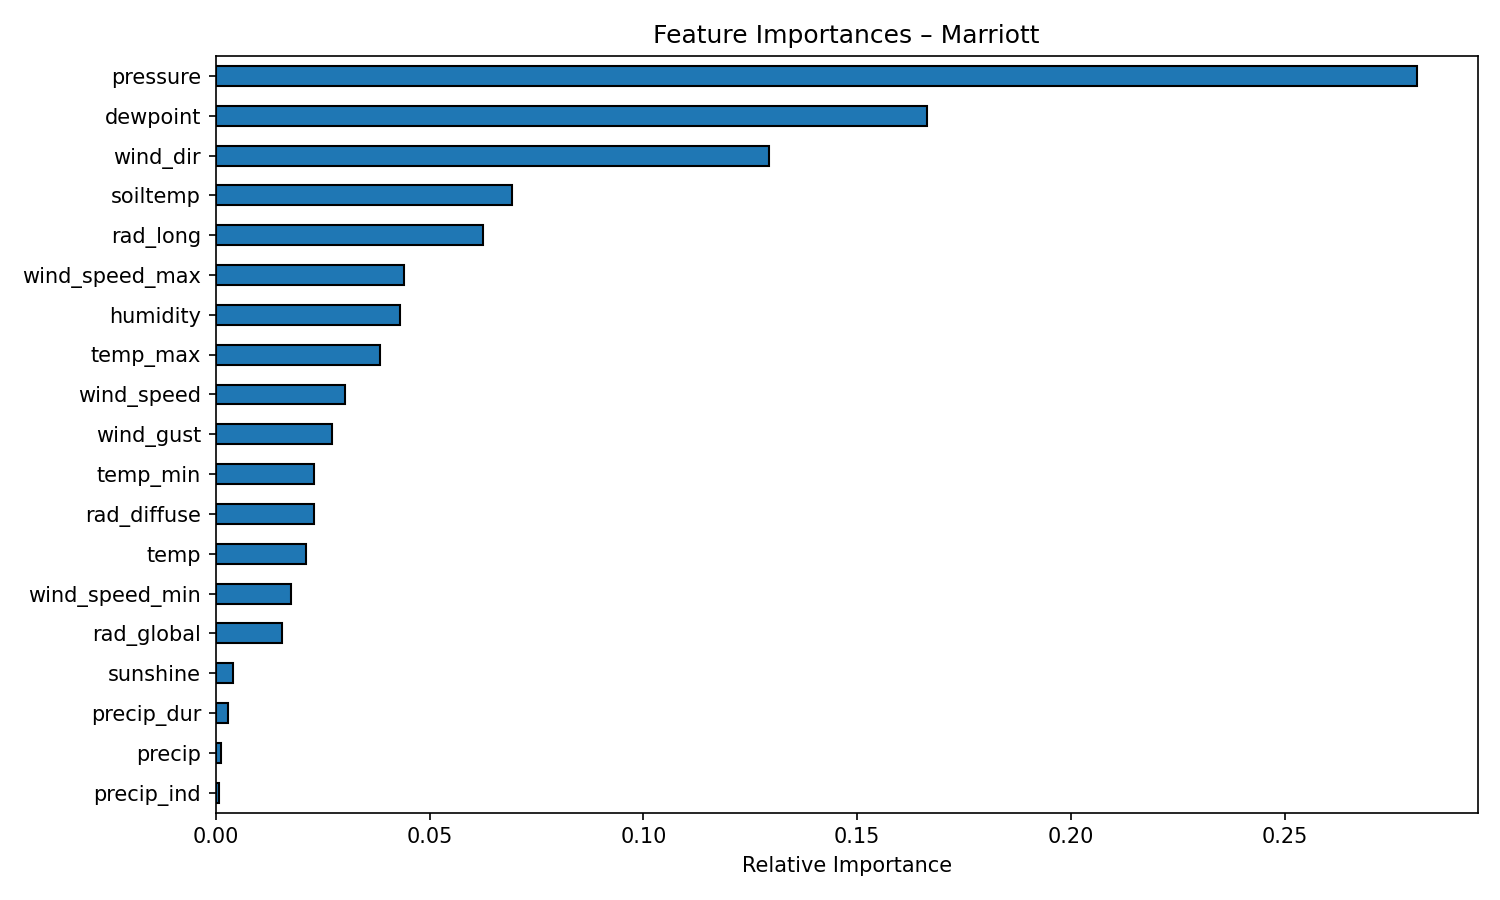 Feature Importances – Marriott
pressure
dewpoint
wind_dir
soiltemp
rad_long
wind_speed_max
humidity
temp_max
wind_speed
wind_gust
temp_min
rad_diffuse
temp
wind_speed_min
rad_global
sunshine
precip_dur
precip
precip_ind
0.00 0.05 0.10 0.15 0.20 0.25
Relative Importance